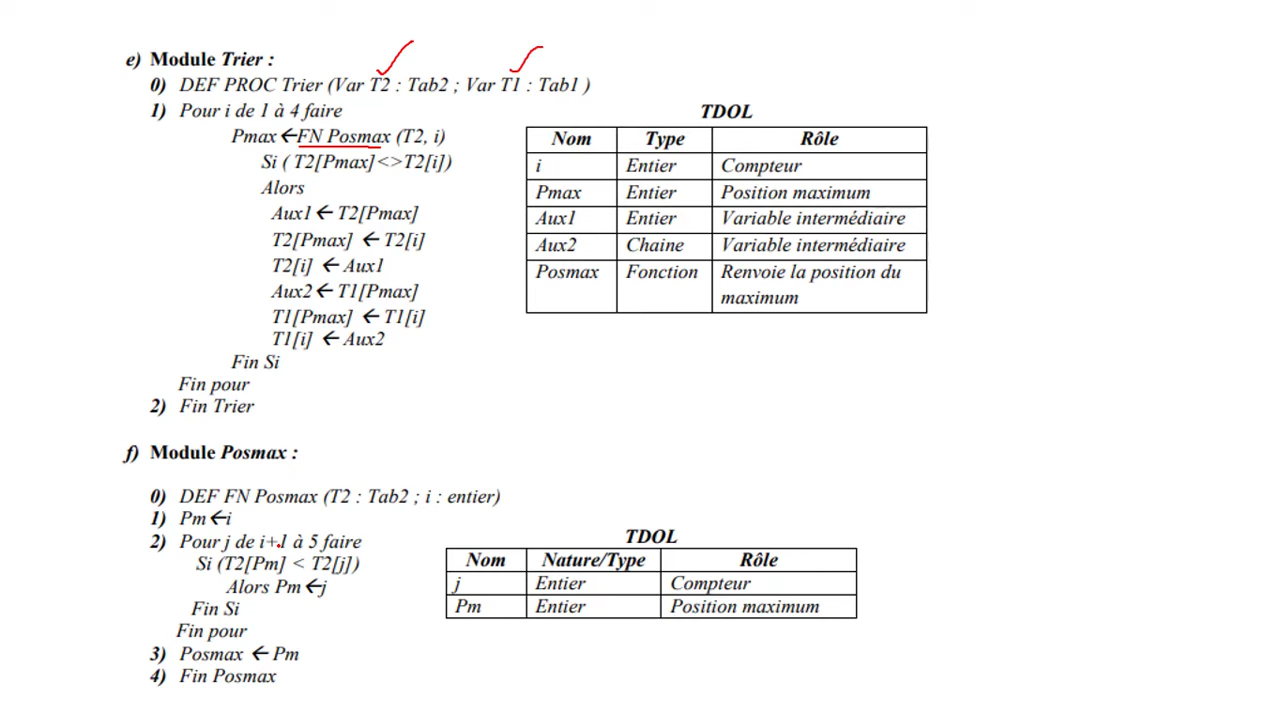 e) Module Trier :
0) DEF PROC Trier (Var T2 : Tab2 ; Var T1 : Tab1 )
1) Pour i de 1 à 4 faire
Pmax ← FN Posmax (T2, i)
Si ( T2[Pmax]<>T2[i])
Alors
Aux1 ← T2[Pmax]
T2[Pmax] ← T2[i]
T2[i] ← Aux1
Aux2 ← T1[Pmax]
T1[Pmax] ← T1[i]
T1[i] ← Aux2
Fin Si
Fin pour
2) Fin Trier
TDOL
Nom Type Rôle
i Entier Compteur
Pmax Entier Position maximum
Aux1 Entier Variable intermédiaire
Aux2 Chaine Variable intermédiaire
Posmax Fonction Renvoie la position du
maximum
f) Module Posmax :
0) DEF FN Posmax (T2 : Tab2 ; i : entier)
1) Pm ← i
2) Pour j de i+1 à 5 faire
Si (T2[Pm] < T2[j])
Alors Pm ← j
Fin Si
Fin pour
3) Posmax ← Pm
4) Fin Posmax
TDOL
Nom Nature/Type Rôle
j Entier Compteur
Pm Entier Position maximum